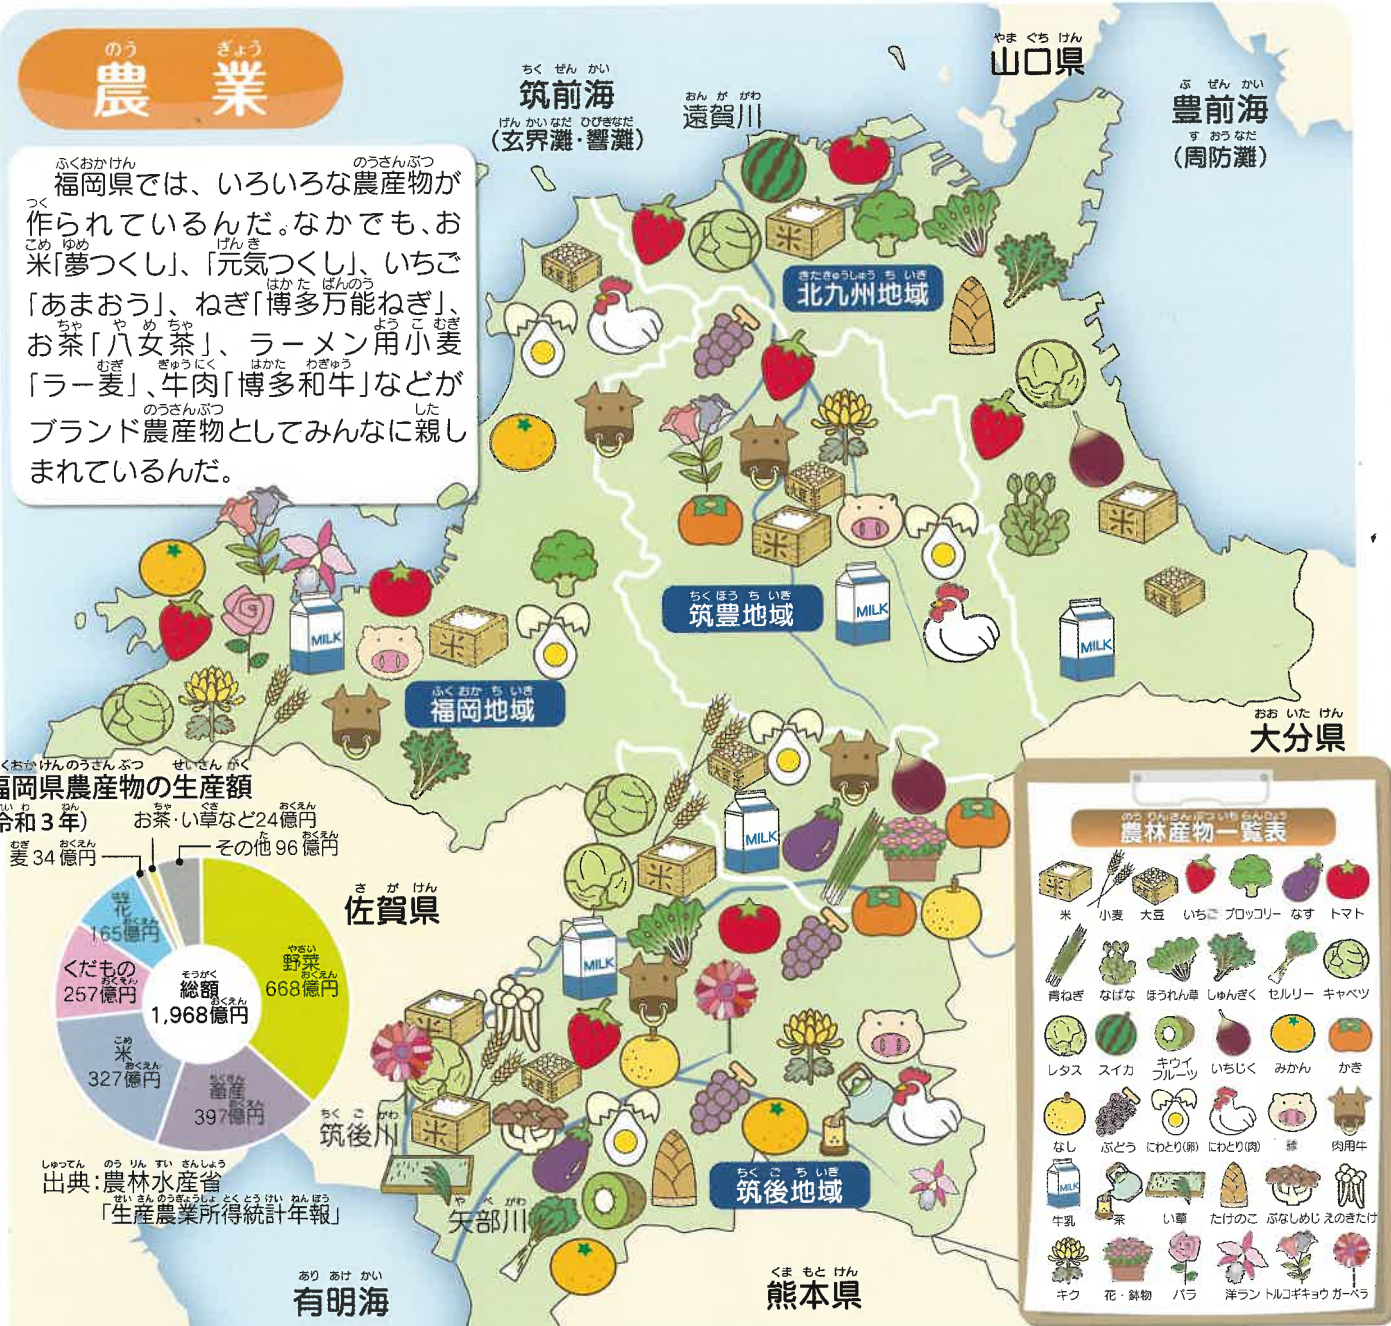 農業
福岡県では、いろいろな農産物が
作られているんだ。なかでも、お
米「夢つくし」、「元気つくし」、いちご
「あまおう」、ねぎ「博多万能ねぎ」、
お茶「八女茶」、ラーメン用小麦
「ラー麦」、牛肉「博多和牛」などが
ブランド農産物としてみんなに親し
まれているんだ。
筑前海
(玄界灘・響灘)
遠賀川
山口県
豊前海
(周防灘)
北九州地域
筑豊地域
福岡地域
大分県
佐賀県
筑後川
矢部川
筑後地域
有明海
熊本県
米
大豆
MILK
岡県農産物の生産額
令和3年)
お茶・い草など24億円
麦34億円
その他96億円
花
165億円
くだもの
257億円
米
327億円
畜産
397億円
野菜
668億円
総額
1,968億円
出典:農林水産省
「生産農業所得統計年報」
農林産物一覧表
米 小麦 大豆 いちご ブロッコリー なす トマト
青ねぎ なばな ほうれん草 しゅんぎく セルリー キャベツ
レタス スイカ キウイフルーツ いちじく みかん かき
なし ぶどう にわとり(卵) にわとり(肉) 豚 肉用牛
牛乳 茶 い草 たけのこ ぶなしめじ えのきたけ
キク 花・鉢物 バラ 洋ラン トルコギキョウ ガーベラ